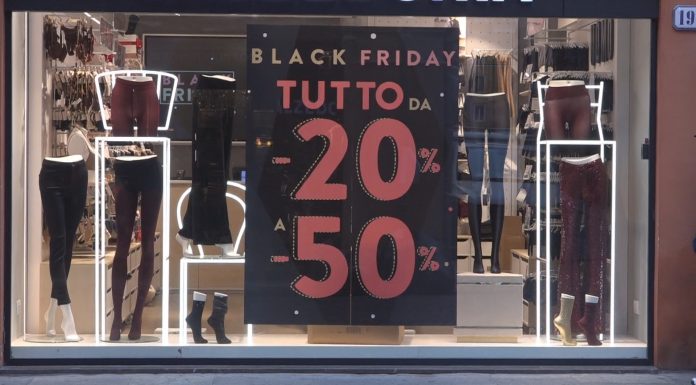 19
BLACK FRIDAY
TUTTO DA
-20%
A
-50%